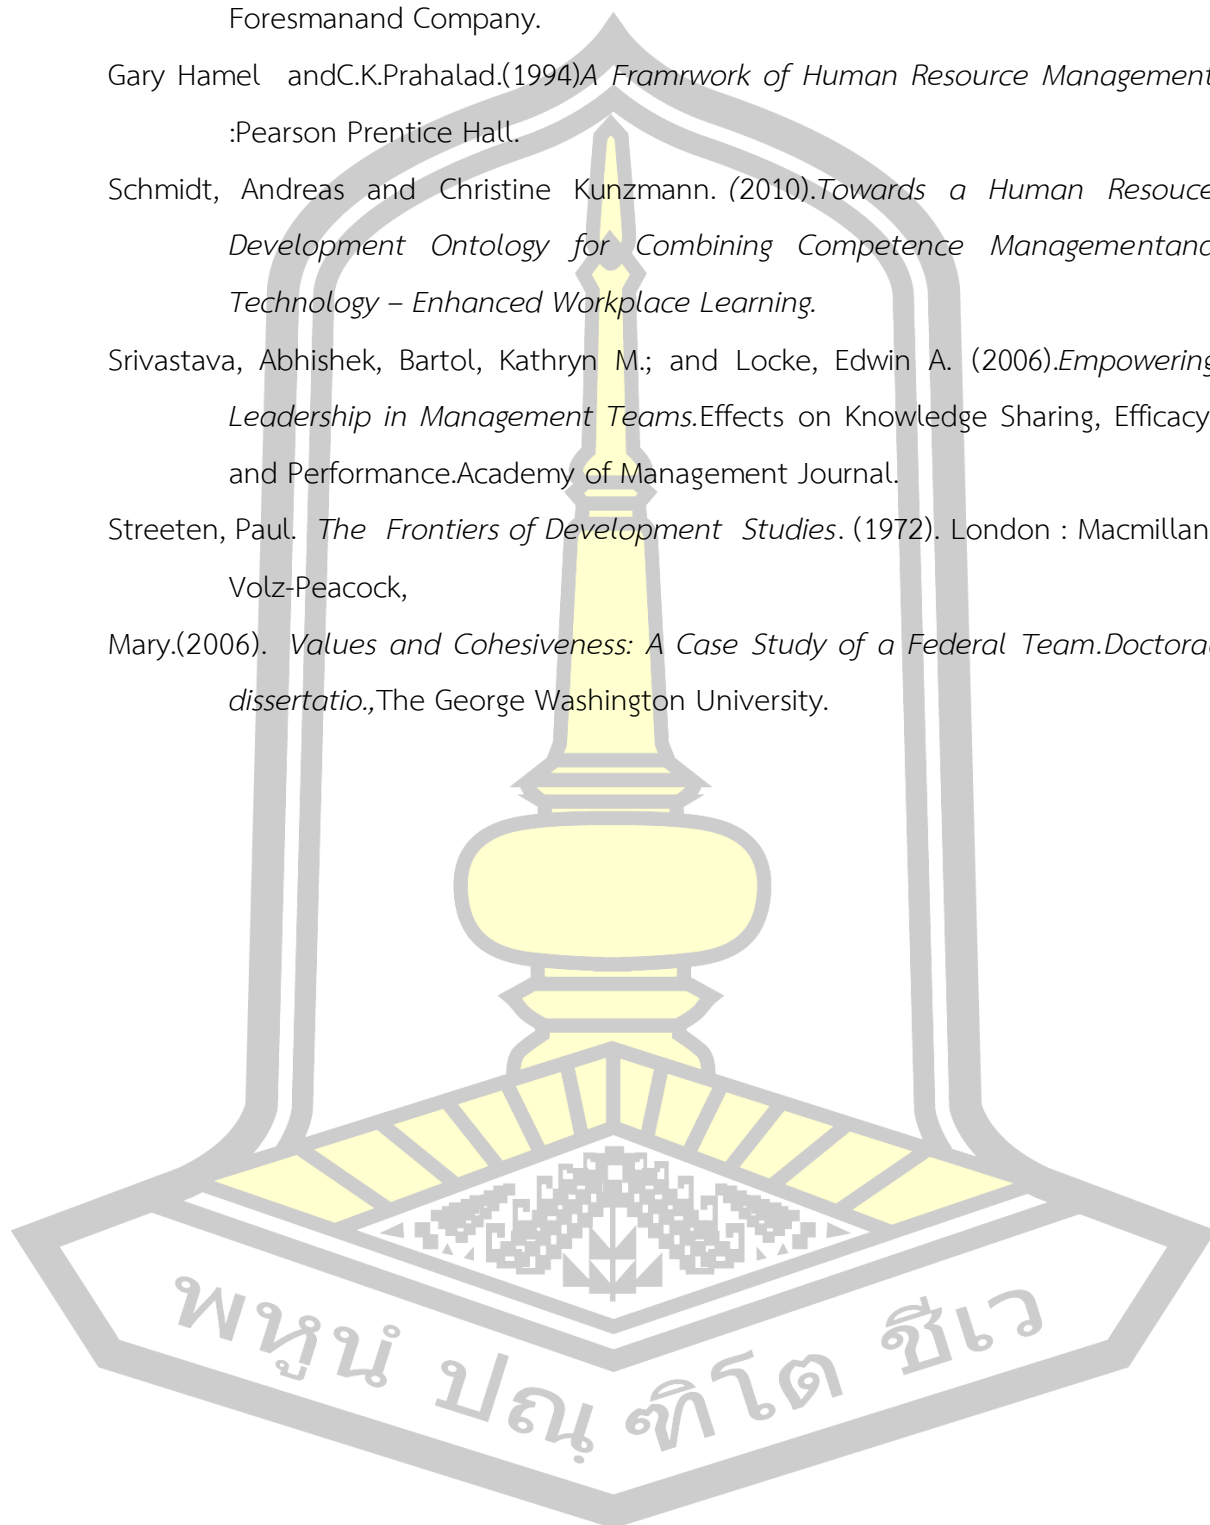 Foresmanand Company.
Gary Hamel andC.K.Prahalad.(1994)A Framrwork of Human Resource Management
:Pearson Prentice Hall.
Schmidt, Andreas and Christine Kunzmann. (2010).Towards a Human Resouce
Development Ontology for Combining Competence Managementand
Technology – Enhanced Workplace Learning.
Srivastava, Abhishek, Bartol, Kathryn M.; and Locke, Edwin A. (2006).Empowering
Leadership in Management Teams.Effects on Knowledge Sharing, Efficacy
and Performance.Academy of Management Journal.
Streeten, Paul. The Frontiers of Development Studies. (1972). London : Macmillan
Volz-Peacock,
Mary.(2006). Values and Cohesiveness: A Case Study of a Federal Team.Doctoral
dissertatio.,The George Washington University.
พหูนํ ปณฺฑิโต ชีเว